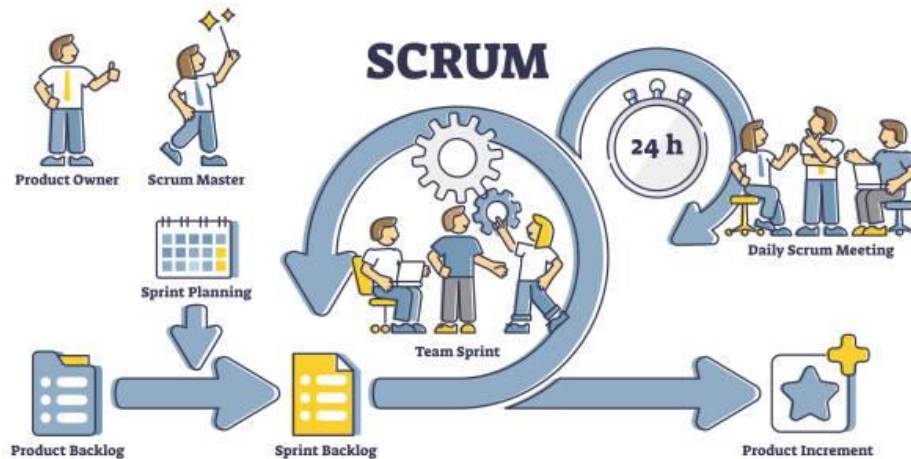 SCRUM
Product Owner
Scrum Master
24 h
Daily Scrum Meeting
Sprint Planning
Team Sprint
Product Backlog
Sprint Backlog
Product Increment